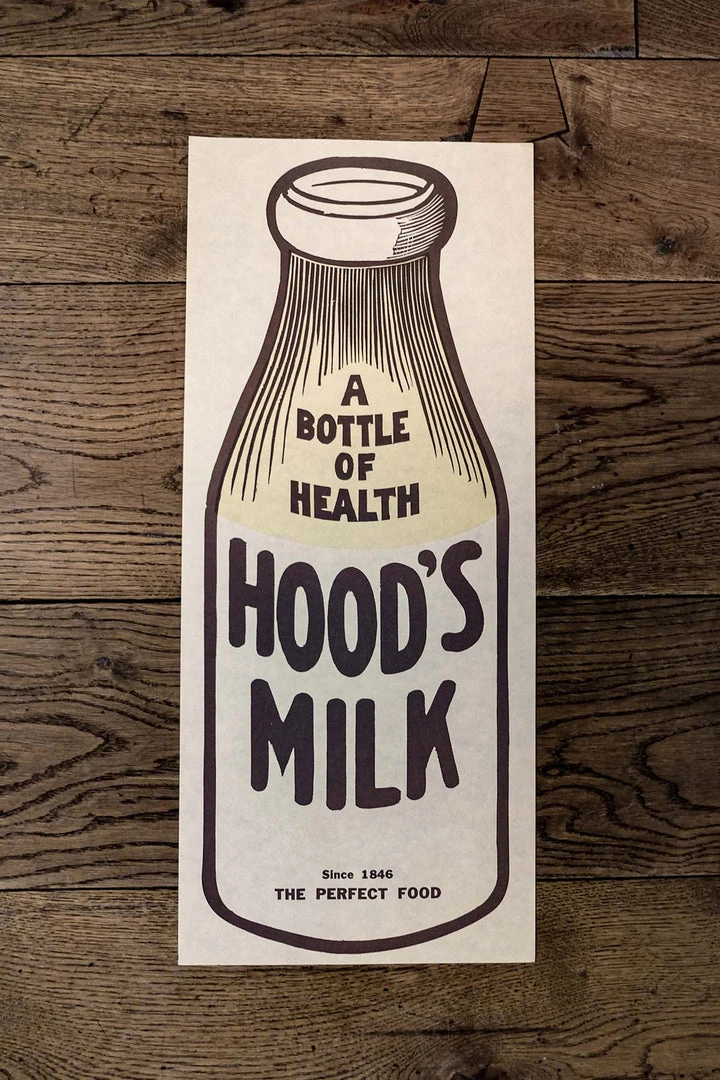 A
BOTTLE
OF
HEALTH
HOOD'S
MILK
Since 1846
THE PERFECT FOOD